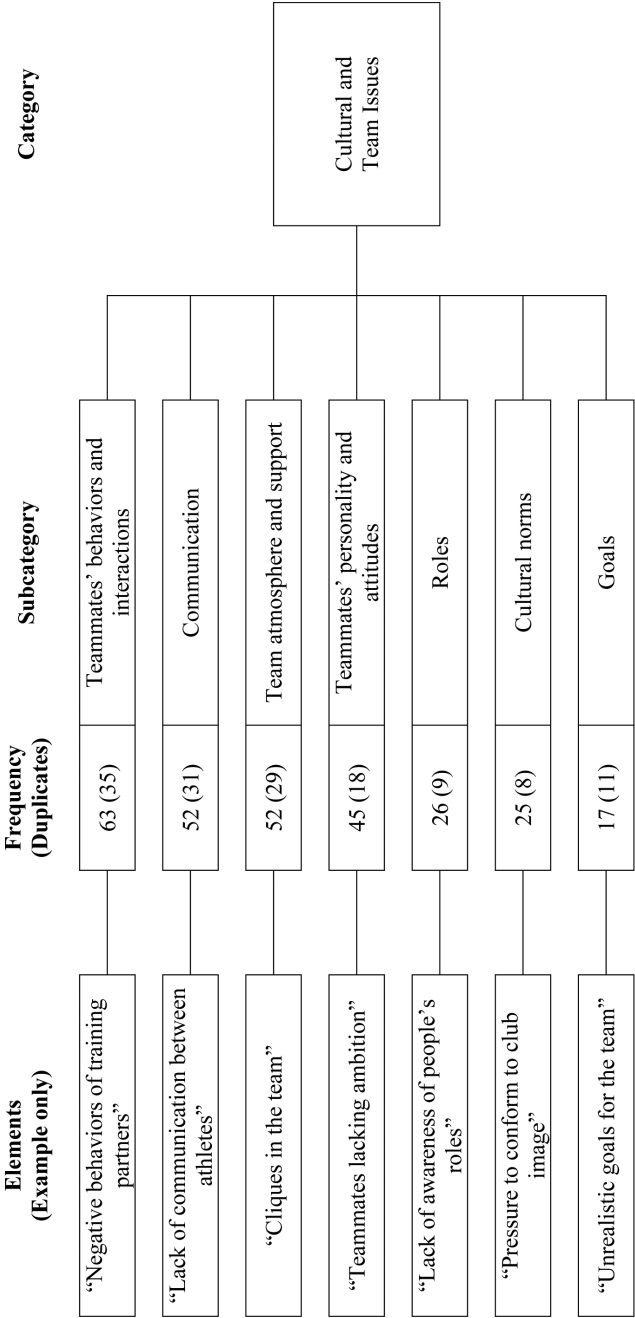 Elements
(Example only)
Frequency
(Duplicates)
Subcategory
Category
“Negative behaviors of training
partners”
63 (35)
Teammates’ behaviors and
interactions
“Lack of communication between
athletes”
52 (31)
Communication
“Cliques in the team”
52 (29)
Team atmosphere and support
“Teammates lacking ambition”
45 (18)
Teammates’ personality and
attitudes
“Lack of awareness of people’s
roles”
26 (9)
Roles
“Pressure to conform to club
image”
25 (8)
Cultural norms
“Unrealistic goals for the team”
17 (11)
Goals
Cultural and
Team Issues